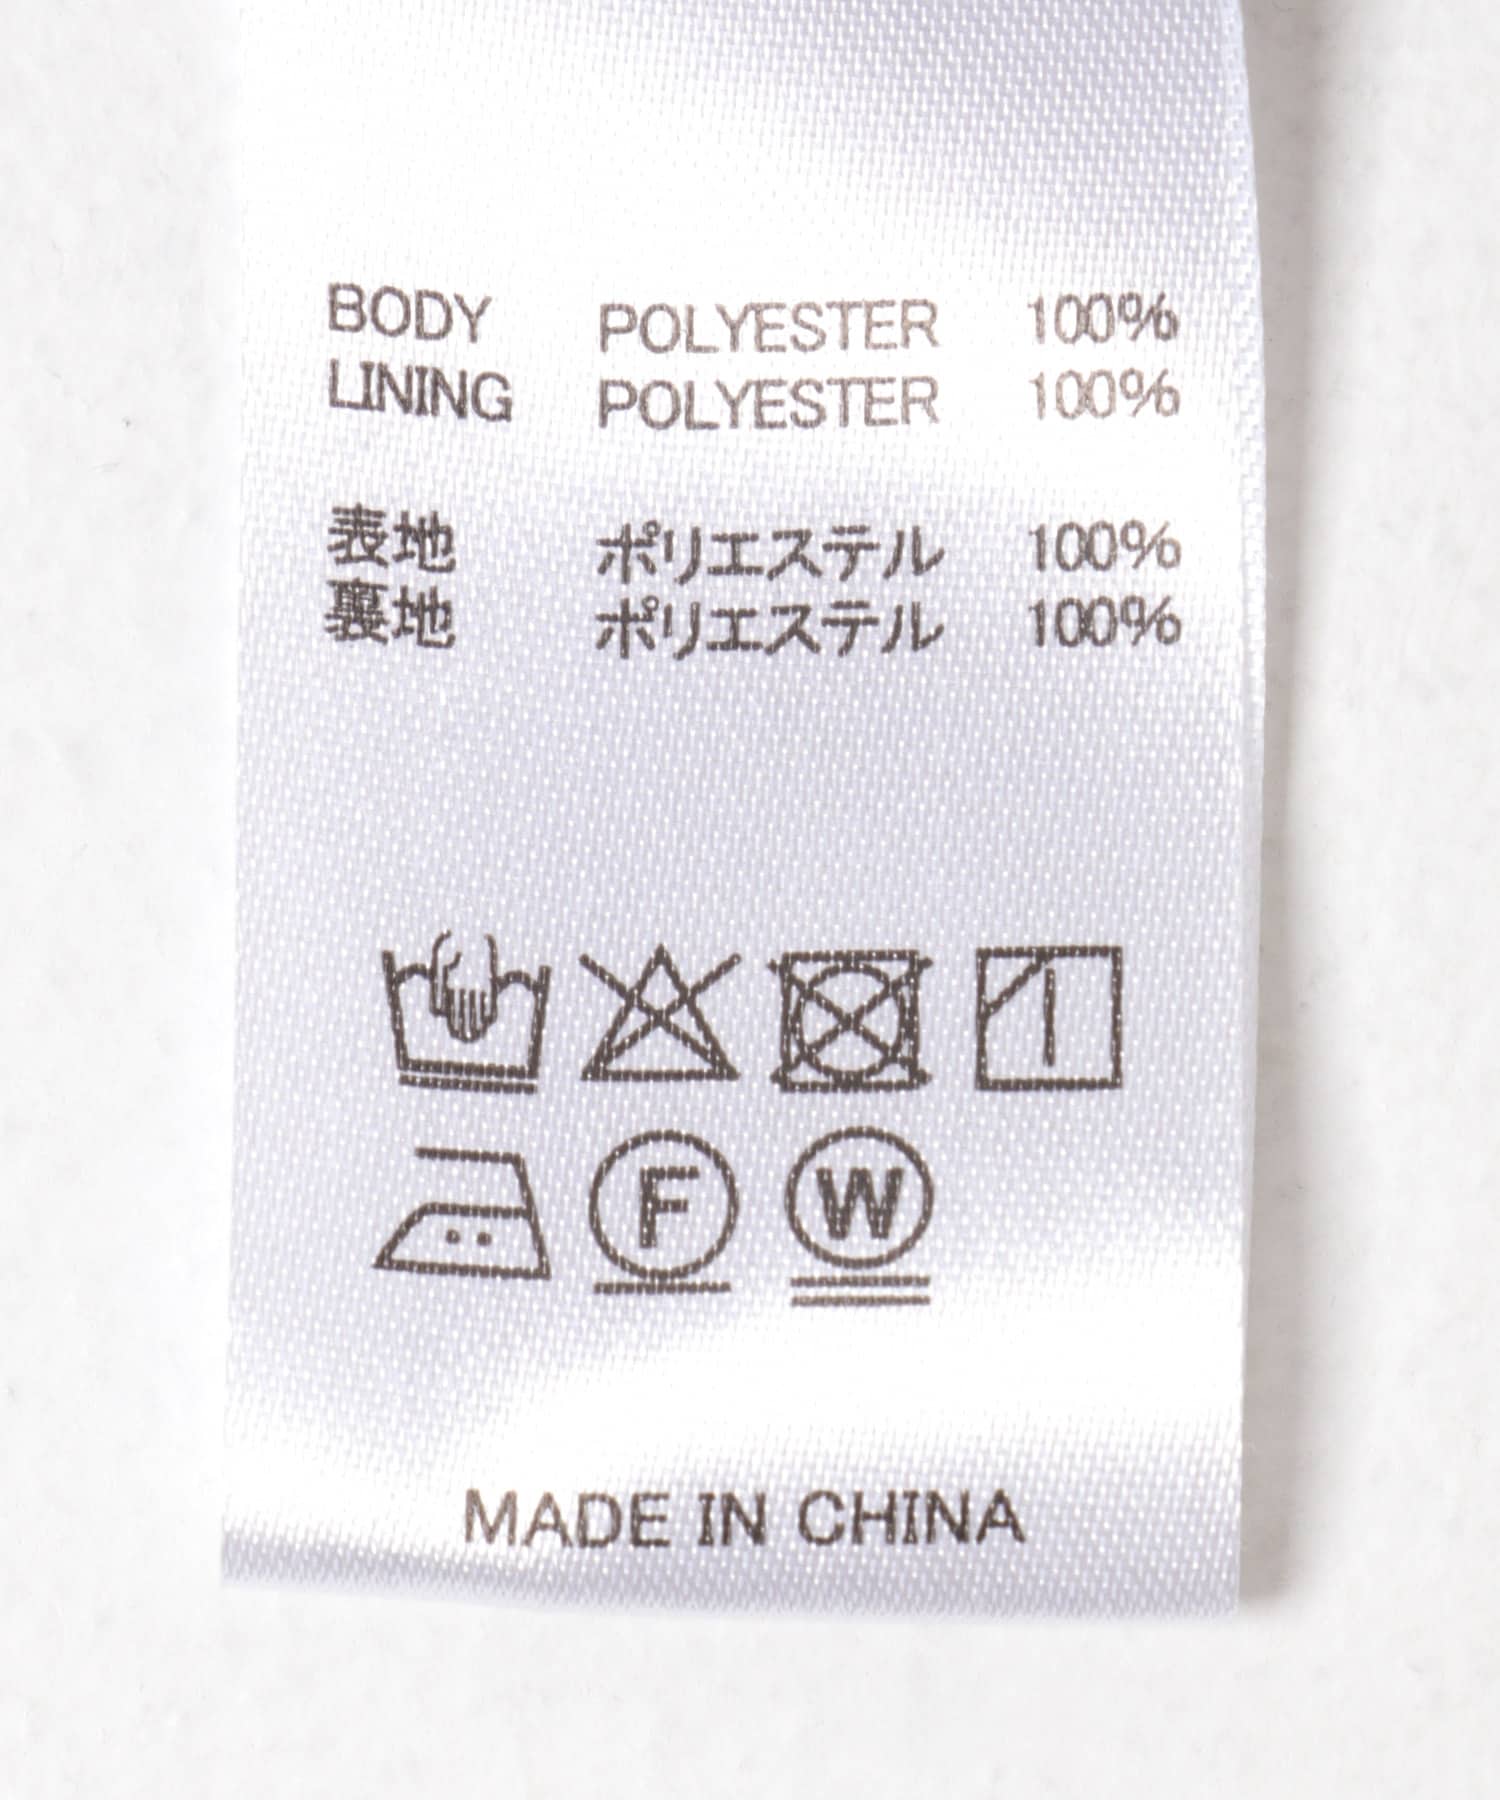 BODY POLYESTER 100%
LINING POLYESTER 100%
表地 ポリエステル 100%
裏地 ポリエステル 100%
F W
MADE IN CHINA